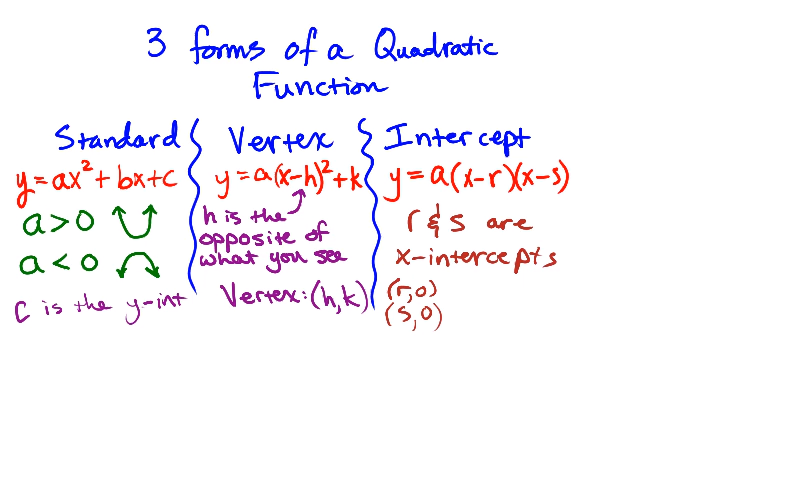 3 forms of a Quadratic
Function
Standard
y = ax² + bx + c
a > 0
a < 0
C is the y-int
Vertex
y = a(x-h)² + k
h is the
opposite of
what you see
Vertex: (h, k)
Intercept
y = a(x-r)(x-s)
r & s are
x-intercepts
(r, 0)
(s, 0)